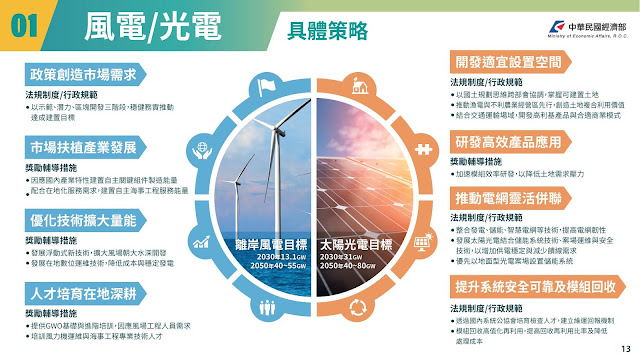 01
風電/光電
具體策略
中華民國經濟部
Ministry of Economic Affairs, R.O.C.
政策創造市場需求
法規制度/行政規範
•以示範、潛力、區塊開發三階段,穩健務實推動
達成建置目標
市場扶植產業發展
獎勵輔導措施
•因應國內產業特性建置自主關鍵組件製造能量
•配合在地化服務需求,建置自主海事工程服務能量
優化技術擴大量能
獎勵輔導措施
•發展浮動式新技術,擴大風場朝大水深開發
•發展在地數位運維技術,降低成本與穩定發電
人才培育在地深耕
獎勵輔導措施
•提供GWO基礎與進階培訓,因應風場工程人員需求
•培訓風力機運維與海事工程專業技術人才
離岸風電目標
2030年13.1GW
2050年40~55GW
太陽光電目標
2030年31GW
2050年40~80GW
開發適宜設置空間
法規制度/行政規範
•以國土規劃思維跨部會協調,掌握可建置土地
•推動漁電與不利農業經營區先行,創造土地複合利用價值
•結合交通運輸場域,開發高利基產品與合適商業模式
研發高效產品應用
獎勵輔導措施
•加速模組效率研發,以降低土地需求壓力
推動電網靈活併聯
法規制度/行政規範
•整合發電、儲能、智慧電網等技術,提高電網韌性
•發展太陽光電結合儲能系統技術、案場運維與安全
技術,以增加供電穩定與減少饋線需求
•優先以地面型光電案場設置儲能系統
提升系統安全可靠及模組回收
法規制度/行政規範
•透過國內系統公協會培育檢查人才,建立維運回報機制
•模組回收高值化再利用,提高回收再利用比率及降低
處理成本
13